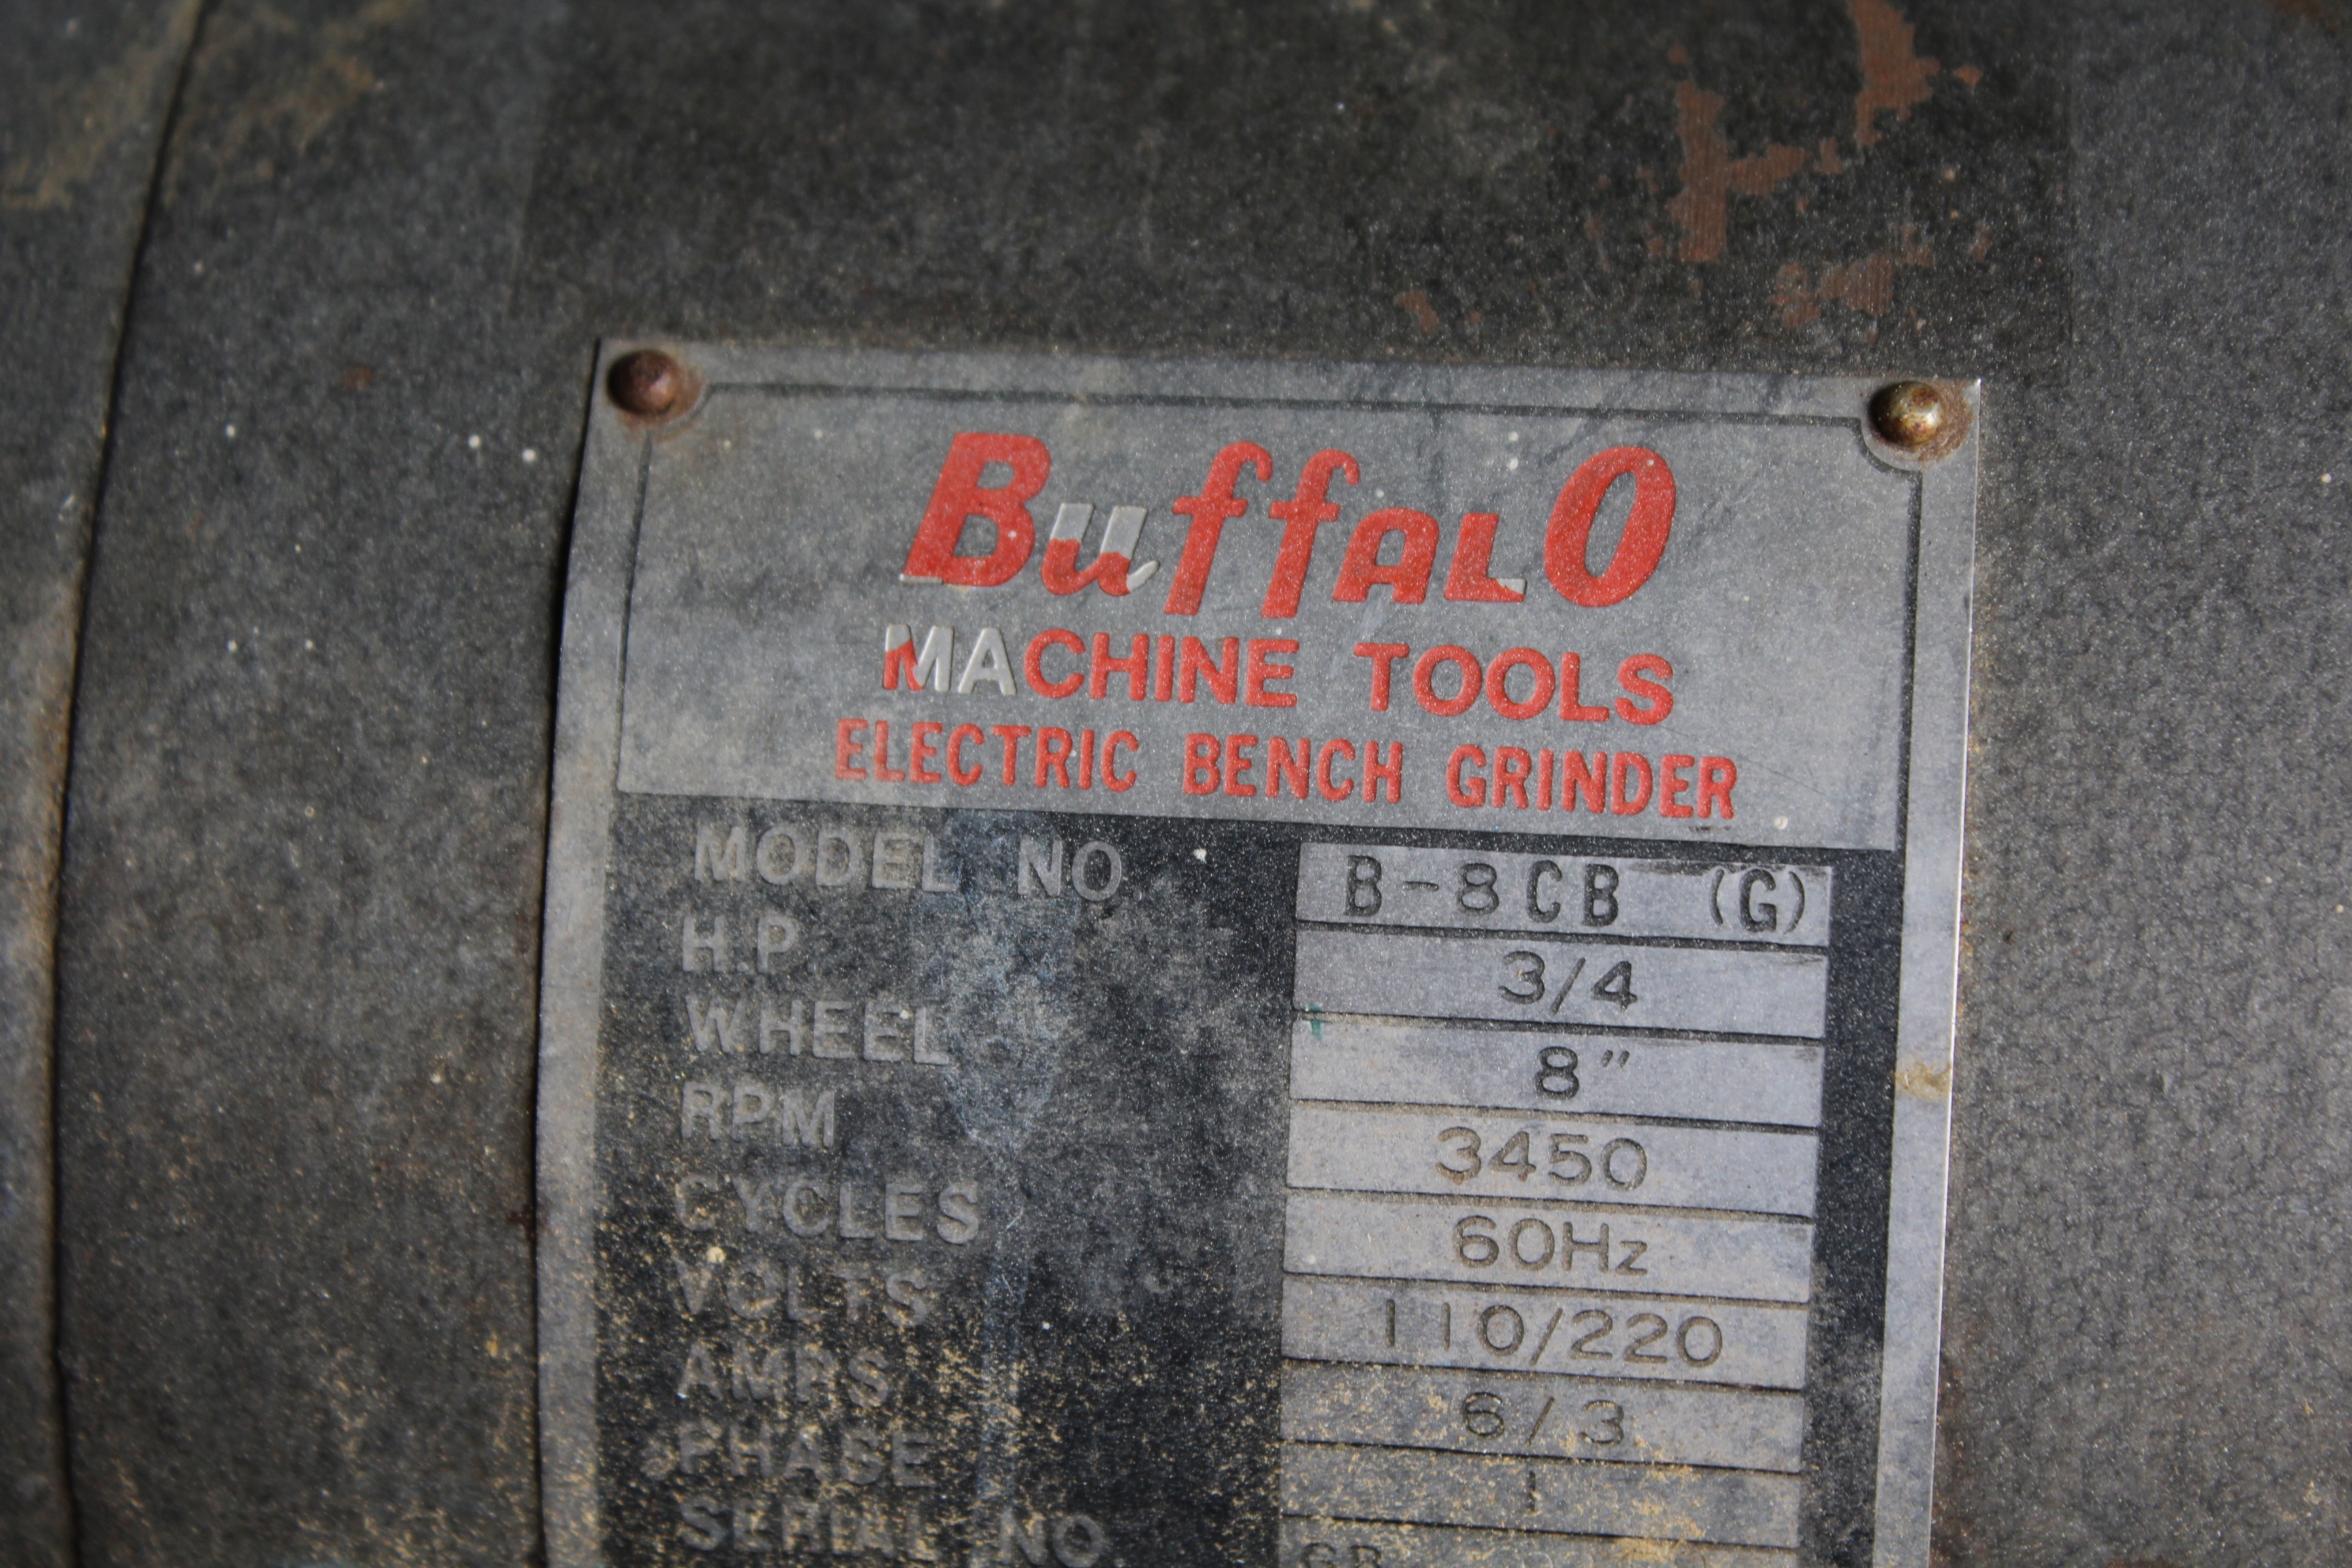 BuffalO
MACHINE TOOLS
ELECTRIC BENCH GRINDER
MODEL NO. B-8CB (G)
H.P. 3/4
WHEEL 8"
RPM 3450
CYCLES 60Hz
VOLTS 110/220
AMPS 6/3
PHASE 1
SERIAL NO